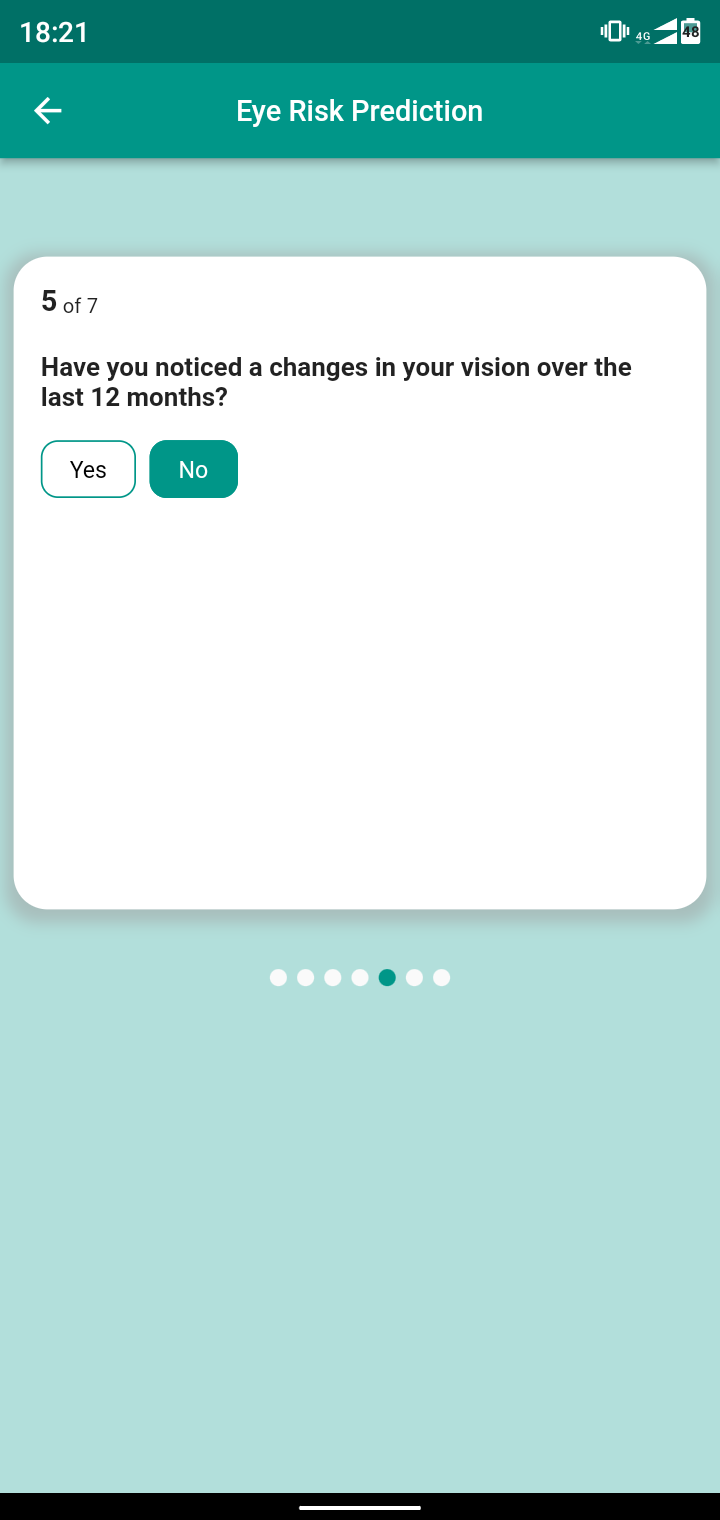 18:21
4G
48
Eye Risk Prediction
5 of 7
Have you noticed a changes in your vision over the
last 12 months?
Yes
No